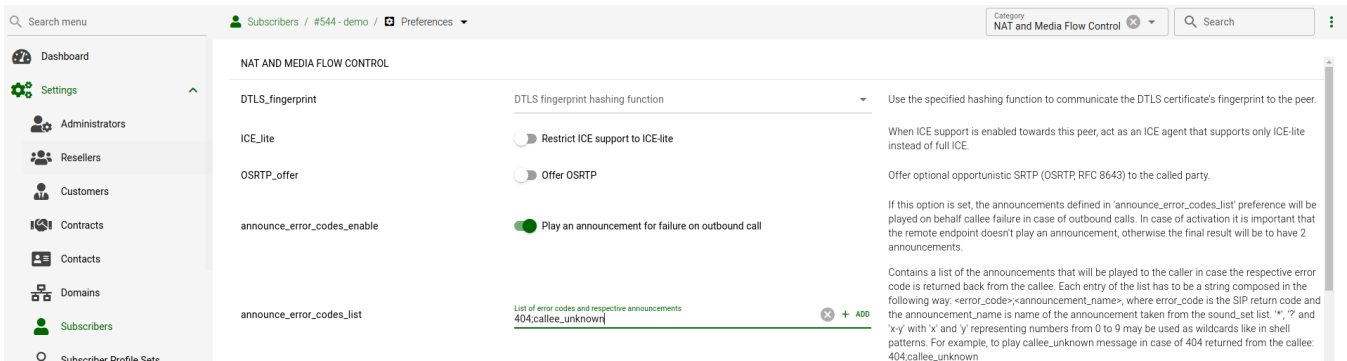 Search menu
Subscribers / #544 - demo / Preferences
Category
NAT and Media Flow Control
Search
Dashboard
Settings
Administrators
Resellers
Customers
Contracts
Contacts
Domains
Subscribers
Subscriber Profile Sets
NAT AND MEDIA FLOW CONTROL
DTLS_fingerprint
DTLS fingerprint hashing function
Use the specified hashing function to communicate the DTLS certificate's fingerprint to the peer.
ICE_lite
Restrict ICE support to ICE-lite
When ICE support is enabled towards this peer, act as an ICE agent that supports only ICE-lite
instead of full ICE.
OSRTP_offer
Offer OSRTP
Offer optional opportunistic SRTP (OSRTP, RFC 8643) to the called party.
announce_error_codes_enable
Play an announcement for failure on outbound call
If this option is set, the announcements defined in 'announce_error_codes_list' preference will be
played on behalf callee failure in case of outbound calls. In case of activation it is important that
the remote endpoint doesn't play an announcement, otherwise the final result will be to have 2
announcements.
announce_error_codes_list
List of error codes and respective announcements
404;callee_unknown
+ ADD
Contains a list of the announcements that will be played to the caller in case the respective error
code is returned back from the callee. Each entry of the list has to be a string composed in the
following way: <error_code>;<announcement_name>, where error_code is the SIP return code and
the announcement_name is name of the announcement taken from the sound_set list. '*', '?' and
'x-y' with 'x' and 'y' representing numbers from 0 to 9 may be used as wildcards like in shell
patterns. For example, to play callee_unknown message in case of 404 returned from the callee:
404;callee_unknown